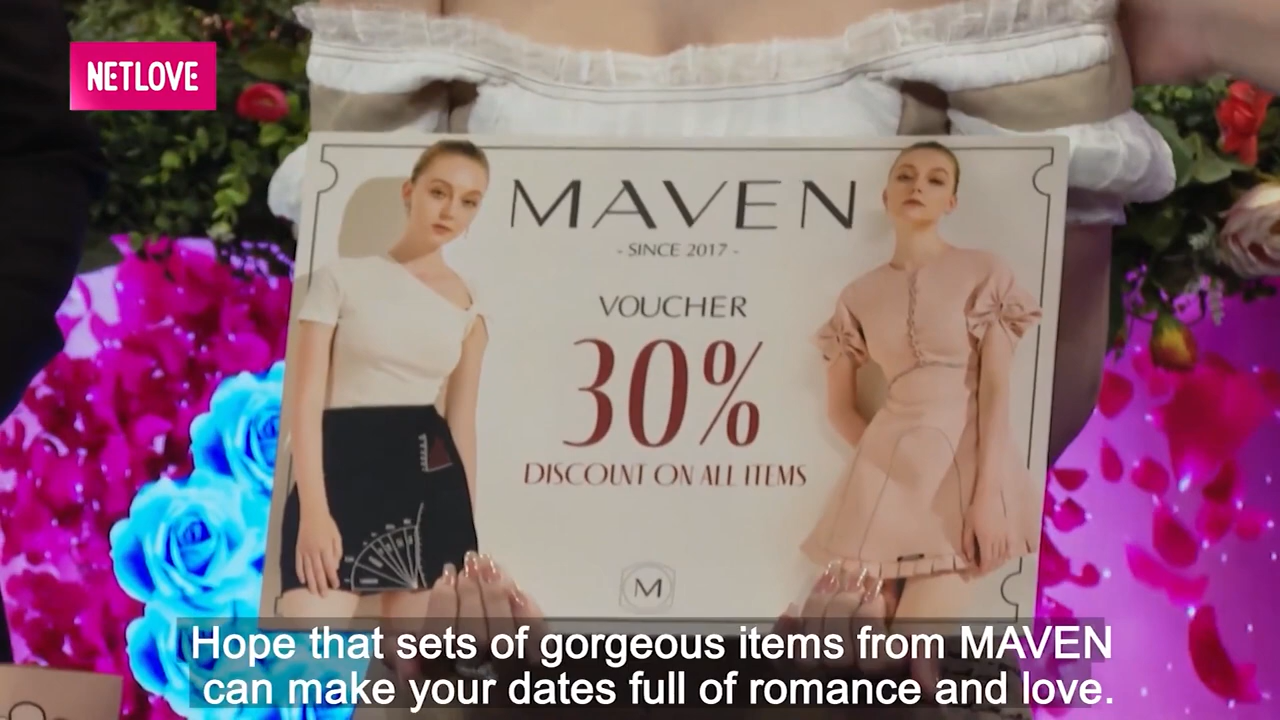 NETLOVE
MAVEN
- SINCE 2017 -
VOUCHER
30%
DISCOUNT ON ALL ITEMS
M
Hope that sets of gorgeous items from MAVEN
can make your dates full of romance and love.